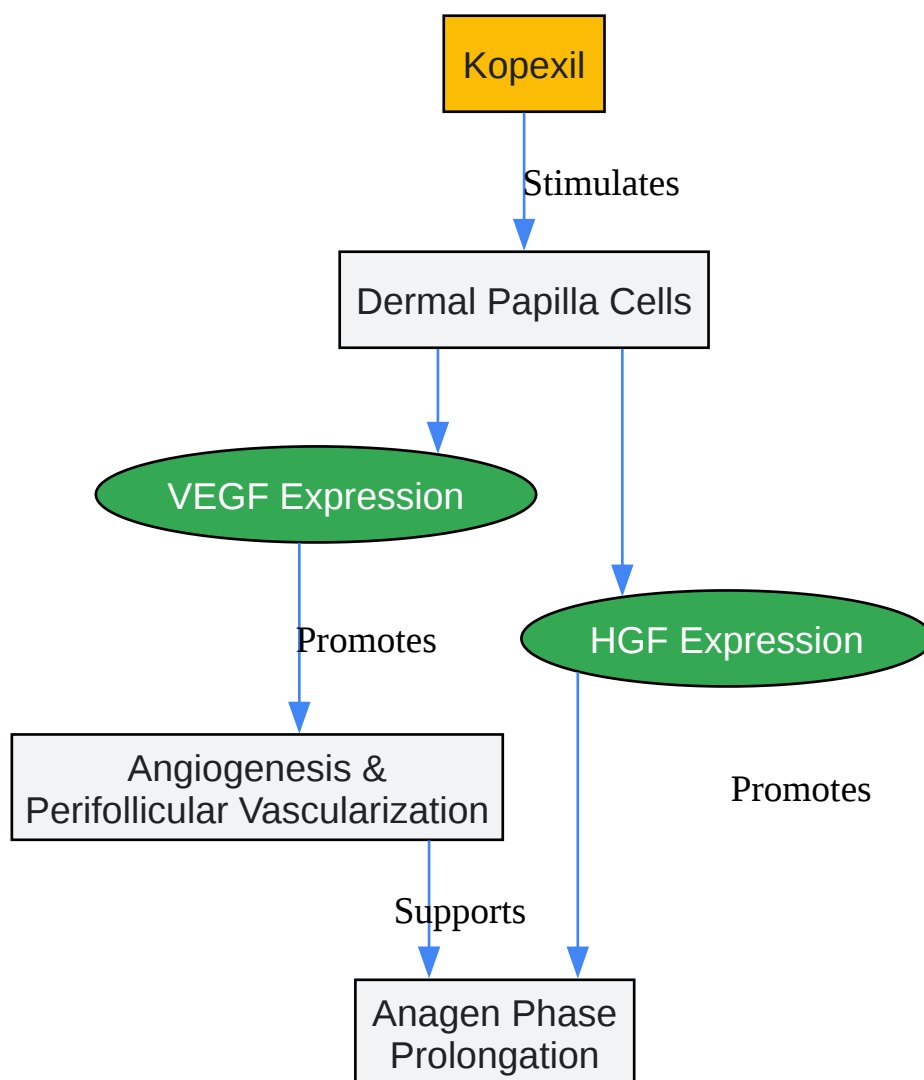 Kopexil
Stimulates
Dermal Papilla Cells
VEGF Expression
Promotes
HGF Expression
Angiogenesis &
Perifollicular Vascularization
Promotes
Supports
Anagen Phase
Prolongation